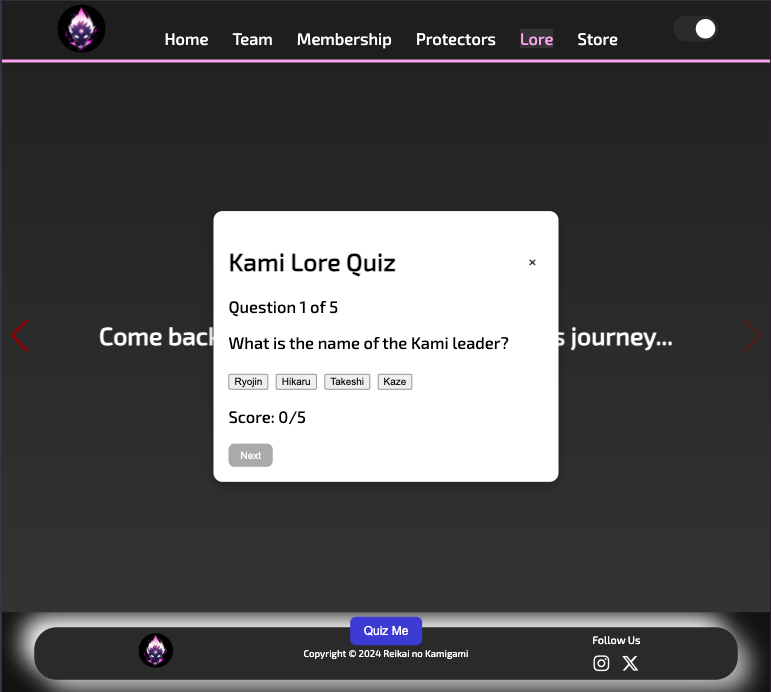 Home Team Membership Protectors Lore Store
Kami Lore Quiz ×
Question 1 of 5
Come back s journey...
What is the name of the Kami leader?
Ryojin Hikaru Takeshi Kaze
Score: 0/5
Next
Quiz Me
Follow Us
Copyright © 2024 Reikai no Kamigami